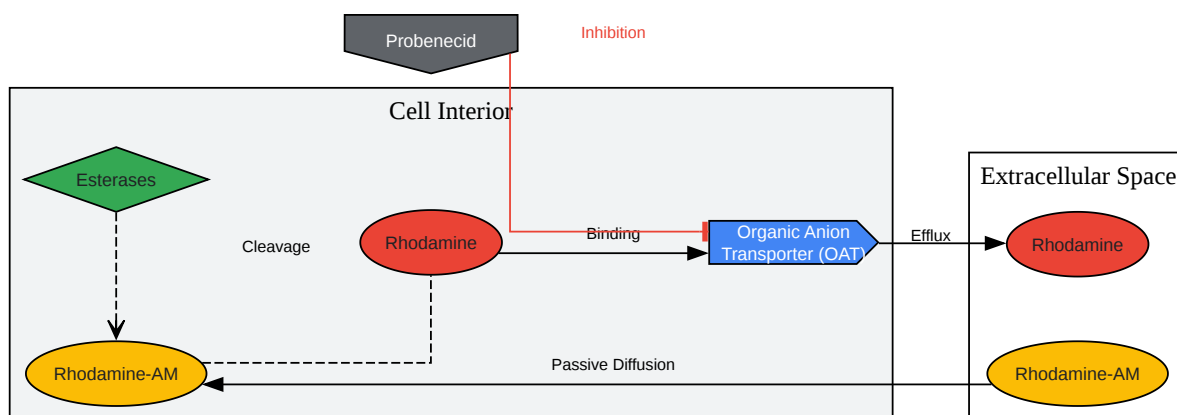 Probenecid
Inhibition
Cell Interior
Esterases
Extracellular Space
Cleavage
Rhodamine
Binding
Organic Anion
Transporter (OAT)
Efflux
Rhodamine
Rhodamine-AM
Passive Diffusion
Rhodamine-AM